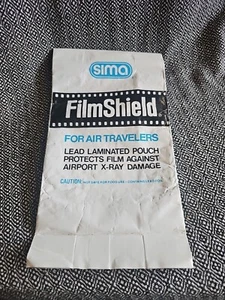 sima
FilmShield
FOR AIR TRAVELERS
LEAD LAMINATED POUCH
PROTECTS FILM AGAINST
AIRPORT X-RAY DAMAGE
CAUTION: